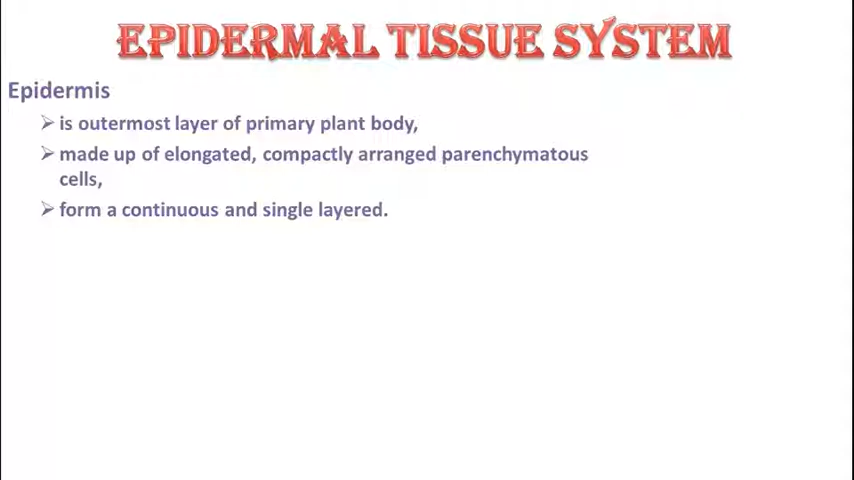 EPIDERMAL TISSUE SYSTEM
Epidermis
➢ is outermost layer of primary plant body,
➢ made up of elongated, compactly arranged parenchymatous
cells,
➢ form a continuous and single layered.